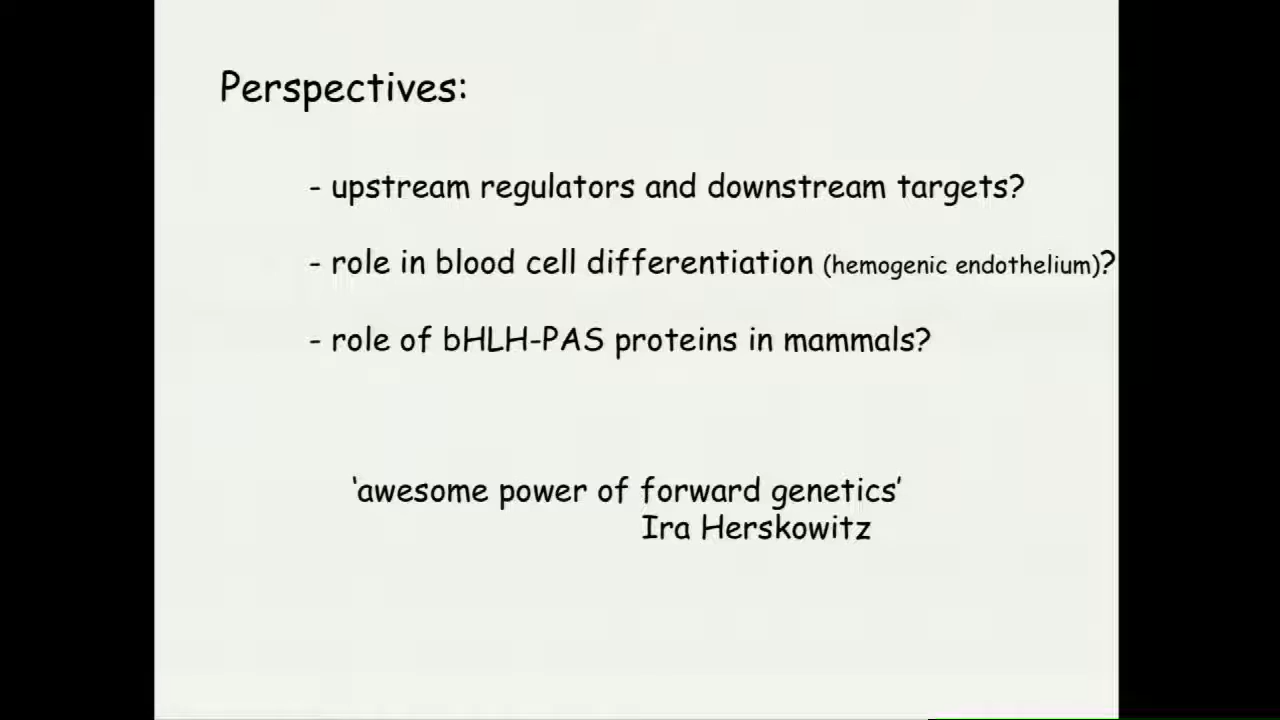 Perspectives:
- upstream regulators and downstream targets?
- role in blood cell differentiation (hemogenic endothelium)?
- role of bHLH-PAS proteins in mammals?
‘awesome power of forward genetics’
Ira Herskowitz